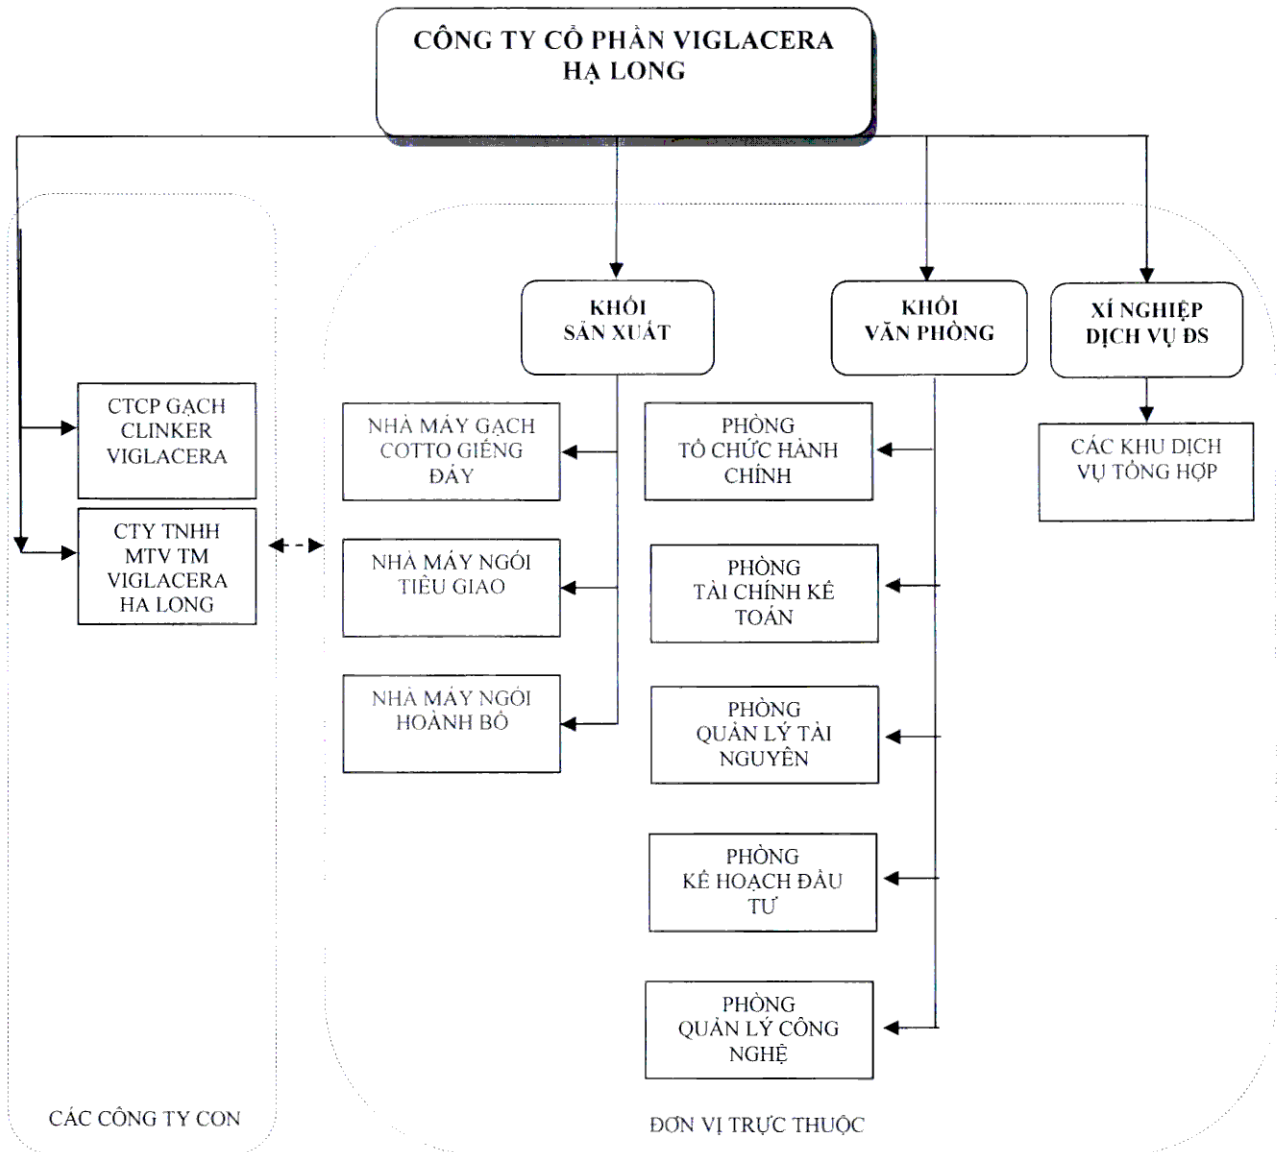 CÔNG TY CỔ PHẦN VIGLACERA
HẠ LONG
KHỐI
SẢN XUẤT
KHỐI
VĂN PHÒNG
XÍ NGHIỆP
DỊCH VỤ ĐS
CTCP GẠCH
CLINKER
VIGLACERA
CTY TNHH
MTV TM
VIGLACERA
HA LONG
NHÀ MÁY GẠCH
COTTO GIẾNG
ĐÁY
NHÀ MÁY NGÓI
TIÊU GIAO
NHÀ MÁY NGÓI
HOÀNH BỒ
PHÒNG
TỔ CHỨC HÀNH
CHÍNH
PHÒNG
TÀI CHÍNH KẾ
TOÁN
PHÒNG
QUẢN LÝ TÀI
NGUYÊN
PHÒNG
KẾ HOẠCH ĐẦU
TƯ
PHÒNG
QUẢN LÝ CÔNG
NGHỆ
CÁC KHU DỊCH
VỤ TỔNG HỢP
CÁC CÔNG TY CON
ĐƠN VỊ TRỰC THUỘC